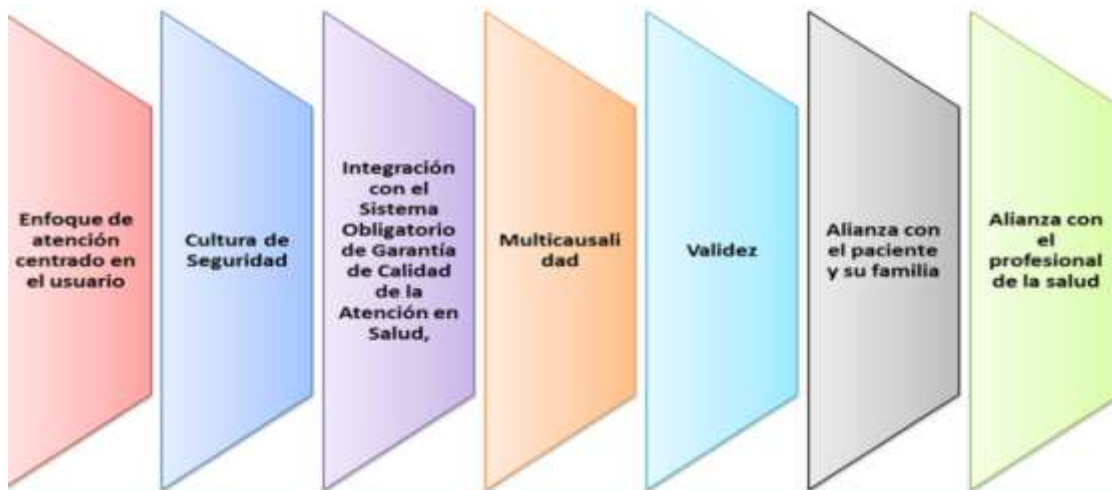 Enfoque de
atención
centrado en
el usuario
Cultura de
Seguridad
Integración
con el
Sistema
Obligatorio
de Garantía
de Calidad
de la
Atención en
Salud,
Multicausali
dad
Validez
Alianza con
el paciente
y su familia
Alianza con
el
profesional
de la salud